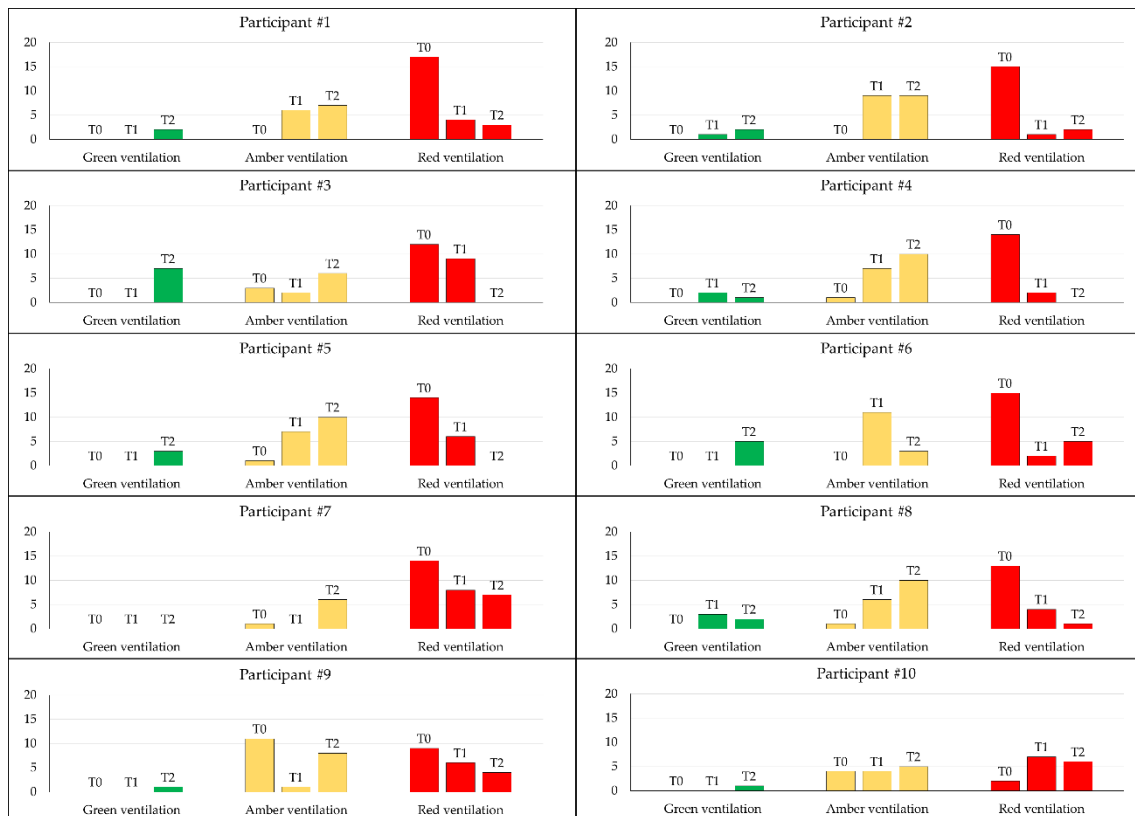 Participant #1
20
15
10
5
0
T0 T1 T2 T0 T1 T2 T0 T1 T2
Green ventilation Amber ventilation Red ventilation
Participant #2
20
15
10
5
0
T0 T1 T2 T0 T1 T2 T0 T1 T2
Green ventilation Amber ventilation Red ventilation
Participant #3
20
15
10
5
0
T0 T1 T2 T0 T1 T2 T0 T1 T2
Green ventilation Amber ventilation Red ventilation
Participant #4
20
15
10
5
0
T0 T1 T2 T0 T1 T2 T0 T1 T2
Green ventilation Amber ventilation Red ventilation
Participant #5
20
15
10
5
0
T0 T1 T2 T0 T1 T2 T0 T1 T2
Green ventilation Amber ventilation Red ventilation
Participant #6
20
15
10
5
0
T0 T1 T2 T0 T1 T2 T0 T1 T2
Green ventilation Amber ventilation Red ventilation
Participant #7
20
15
10
5
0
T0 T1 T2 T0 T1 T2 T0 T1 T2
Green ventilation Amber ventilation Red ventilation
Participant #8
20
15
10
5
0
T0 T1 T2 T0 T1 T2 T0 T1 T2
Green ventilation Amber ventilation Red ventilation
Participant #9
20
15
10
5
0
T0 T1 T2 T0 T1 T2 T0 T1 T2
Green ventilation Amber ventilation Red ventilation
Participant #10
20
15
10
5
0
T0 T1 T2 T0 T1 T2 T0 T1 T2
Green ventilation Amber ventilation Red ventilation